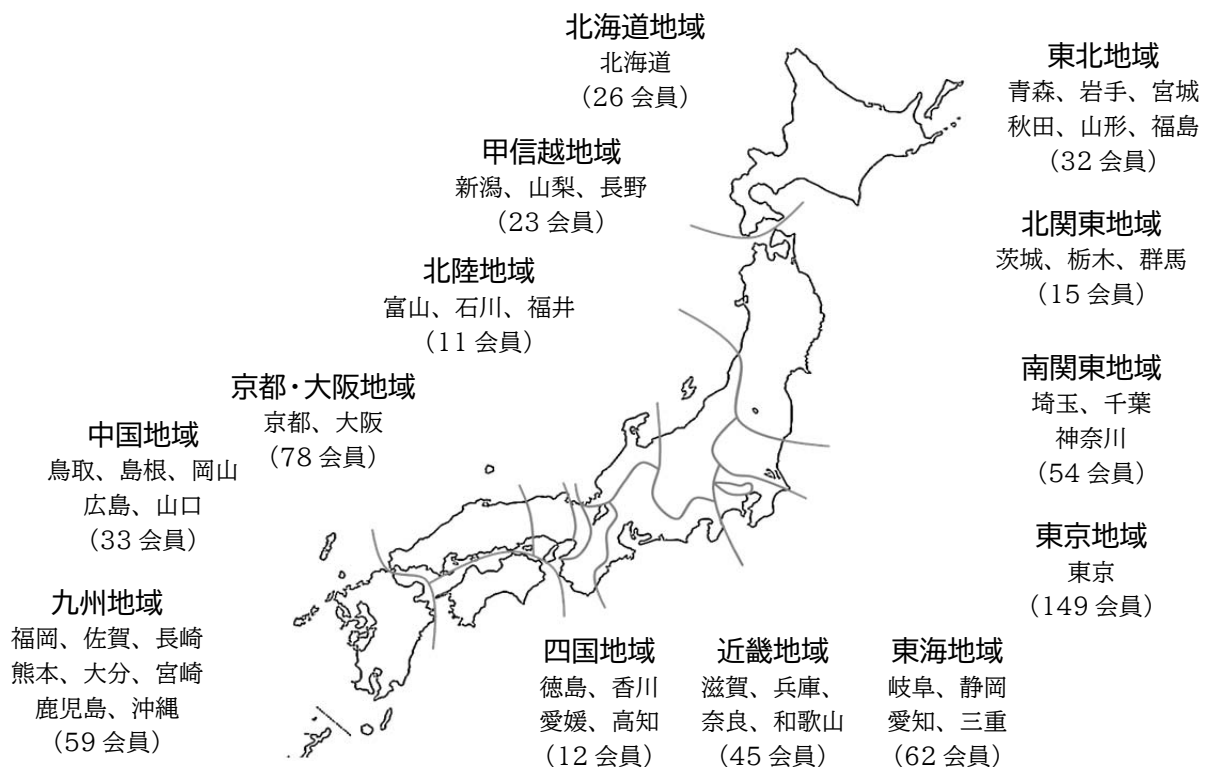 北海道地域
北海道
（26 会員）
東北地域
青森、岩手、宮城
秋田、山形、福島
（32 会員）
甲信越地域
新潟、山梨、長野
（23 会員）
北関東地域
茨城、栃木、群馬
（15 会員）
北陸地域
富山、石川、福井
（11 会員）
南関東地域
埼玉、千葉
神奈川
（54 会員）
京都・大阪地域
京都、大阪
（78 会員）
中国地域
鳥取、島根、岡山
広島、山口
（33 会員）
東京地域
東京
（149 会員）
九州地域
福岡、佐賀、長崎
熊本、大分、宮崎
鹿児島、沖縄
（59 会員）
四国地域
徳島、香川
愛媛、高知
（12 会員）
近畿地域
滋賀、兵庫、
奈良、和歌山
（45 会員）
東海地域
岐阜、静岡
愛知、三重
（62 会員）